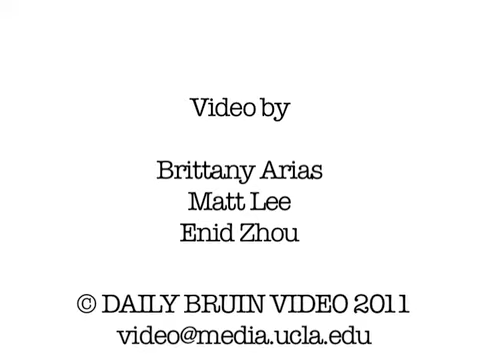 Video by
Brittany Arias
Matt Lee
Enid Zhou
© DAILY BRUIN VIDEO 2011
video@media.ucla.edu